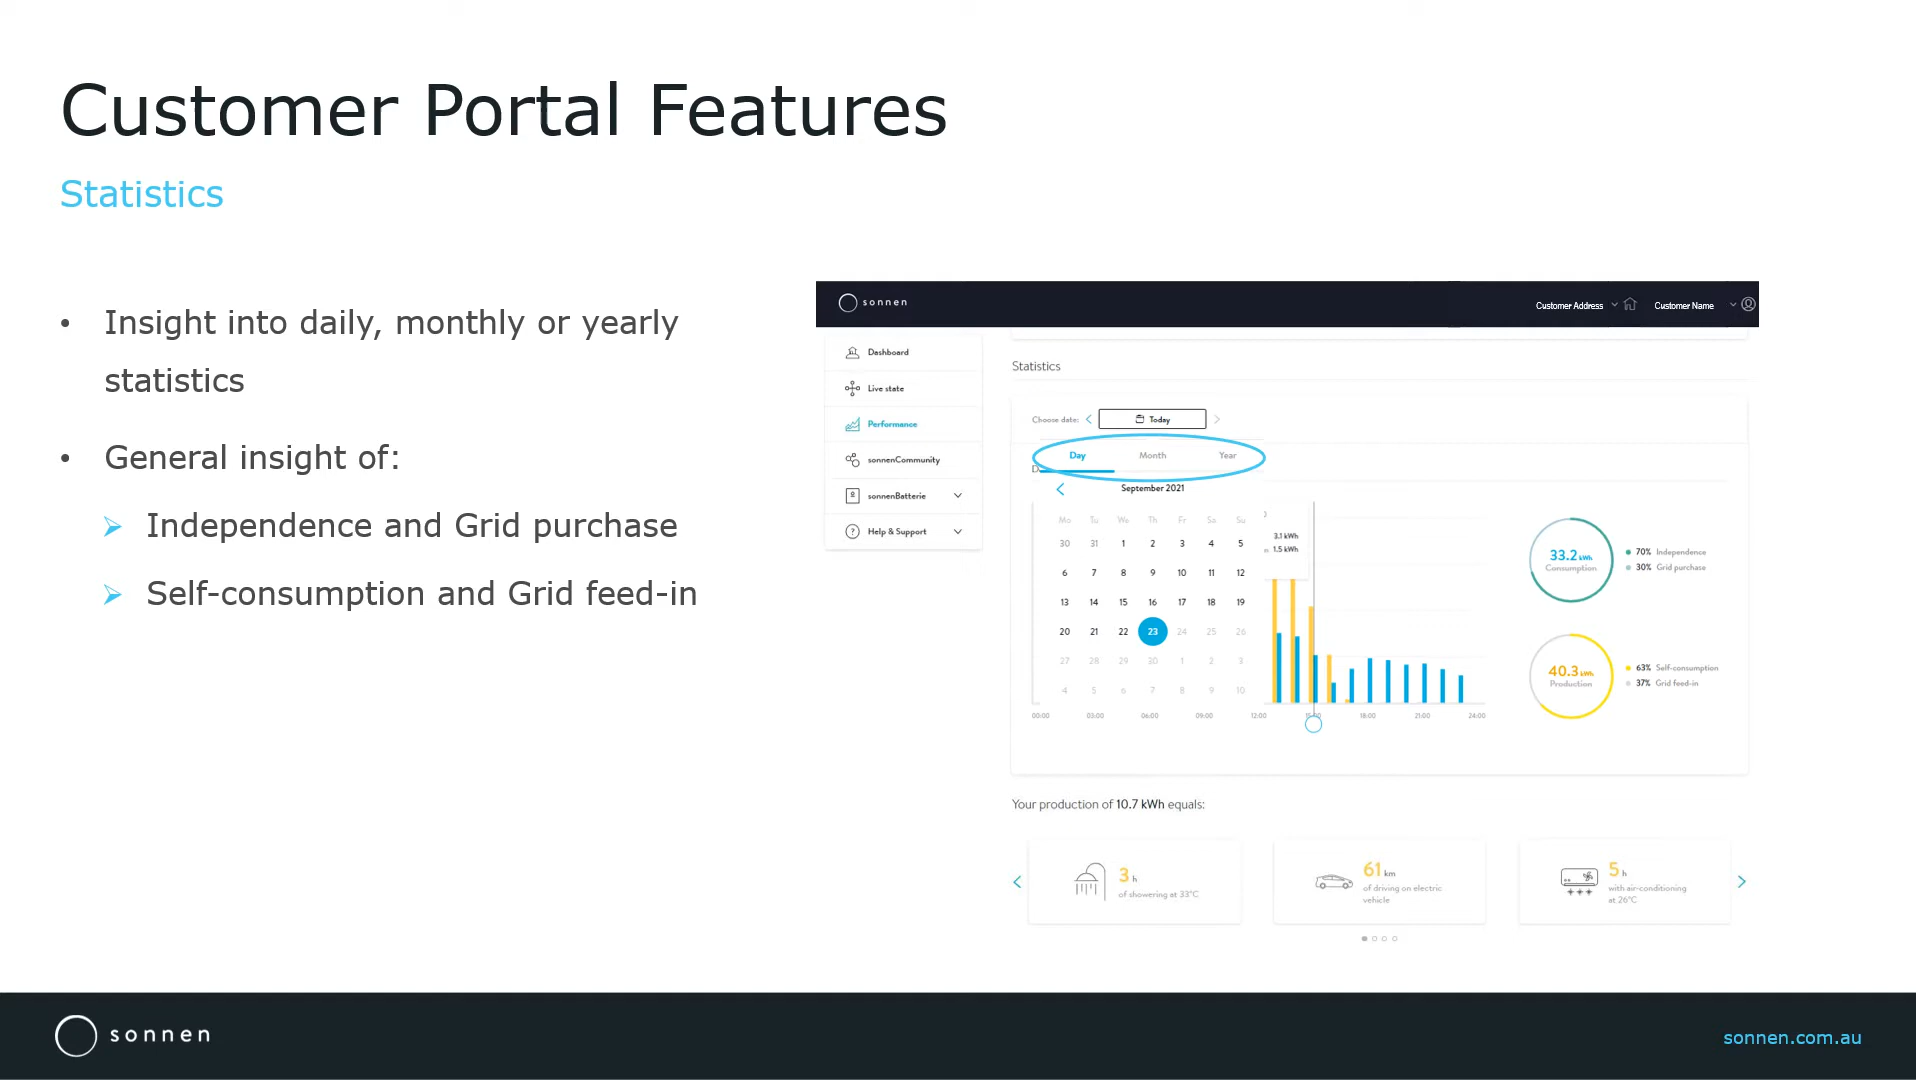 Customer Portal Features
Statistics
• Insight into daily, monthly or yearly
statistics
• General insight of:
Independence and Grid purchase
Self-consumption and Grid feed-in
sonnen
Customer Address
Customer Name
Dashboard
Live state
Performance
sonnenCommunity
sonnenBatterie
Help & Support
Statistics
Choose date:
Today
Day Month Year
September 2021
Mo Tu We Th Fr Sa Su
30 31 1 2 3 4 5
6 7 8 9 10 11 12
13 14 15 16 17 18 19
20 21 22 23 24 25 26
27 28 29 30 1 2 3
4 5 6 7 8 9 10
3.1 kWh
1.5 kWh
00:00 03:00 06:00 09:00 12:00 18:00 21:00 24:00
33.2 kWh
Consumption
70% Independence
30% Grid purchase
40.3 kWh
Production
63% Self-consumption
37% Grid feed-in
Your production of 10.7 kWh equals:
3 h
of showering at 33°C
61 km
of driving on electric
vehicle
5 h
with air-conditioning
at 26°C
sonnen
sonnen.com.au